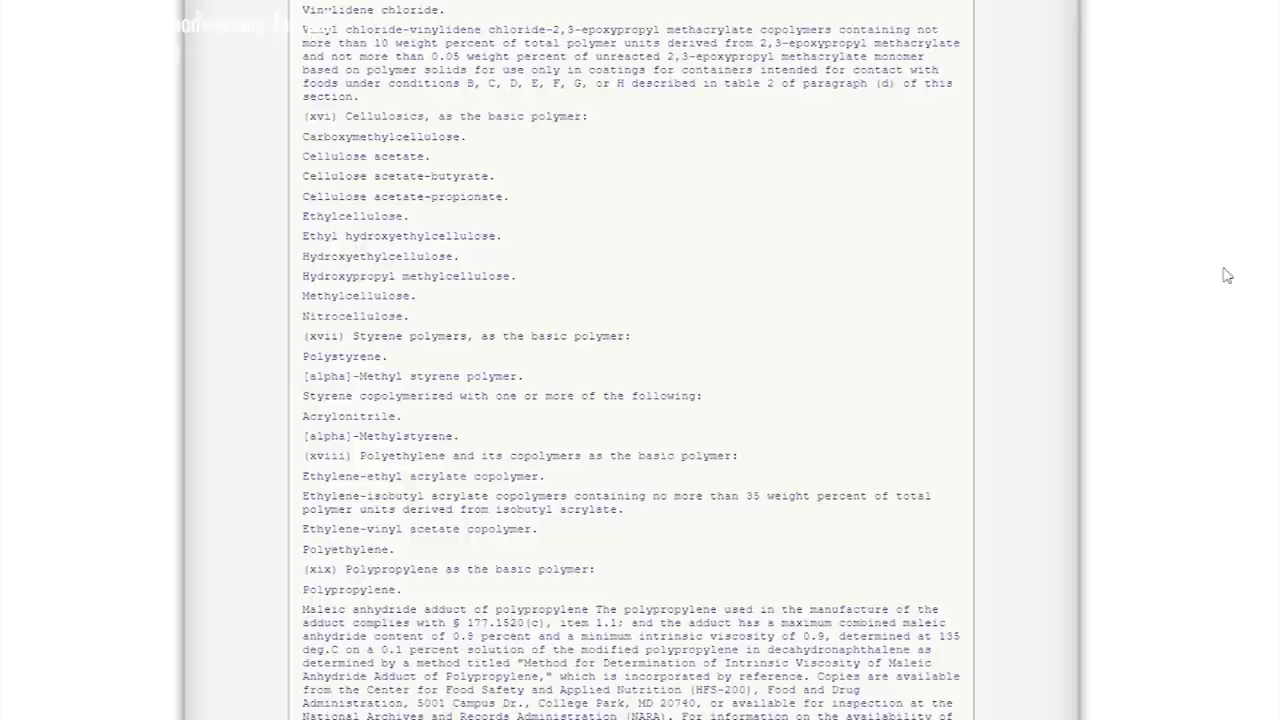 Vinylidene chloride.
Vinyl chloride-vinylidene chloride-2,3-epoxypropyl methacrylate copolymers containing not
more than 10 weight percent of total polymer units derived from 2,3-epoxypropyl methacrylate
and not more than 0.05 weight percent of unreacted 2,3-epoxypropyl methacrylate monomer
based on polymer solids for use only in coatings for containers intended for contact with
foods under conditions B, C, D, E, F, G, or H described in table 2 of paragraph (d) of this
section.
(xvi) Cellulosics, as the basic polymer:
Carboxymethylcellulose.
Cellulose acetate.
Cellulose acetate-butyrate.
Cellulose acetate-propionate.
Ethylcellulose.
Ethyl hydroxyethylcellulose.
Hydroxyethylcellulose.
Hydroxypropyl methylcellulose.
Methylcellulose.
Nitrocellulose.
(xvii) Styrene polymers, as the basic polymer:
Polystyrene.
[alpha]-Methyl styrene polymer.
Styrene copolymerized with one or more of the following:
Acrylonitrile.
[alpha]-Methylstyrene.
(xviii) Polyethylene and its copolymers as the basic polymer:
Ethylene-ethyl acrylate copolymer.
Ethylene-isobutyl acrylate copolymers containing no more than 35 weight percent of total
polymer units derived from isobutyl acrylate.
Ethylene-vinyl acetate copolymer.
Polyethylene.
(xix) Polypropylene as the basic polymer:
Polypropylene.
Maleic anhydride adduct of polypropylene The polypropylene used in the manufacture of the
adduct complies with § 177.1520(c), item 1.1; and the adduct has a maximum combined maleic
anhydride content of 0.8 percent and a minimum intrinsic viscosity of 0.9, determined at 135
deg.C on a 0.1 percent solution of the modified polypropylene in decahydronaphthalene as
determined by a method titled "Method for Determination of Intrinsic Viscosity of Maleic
Anhydride Adduct of Polypropylene," which is incorporated by reference. Copies are available
from the Center for Food Safety and Applied Nutrition (HFS-200), Food and Drug
Administration, 5001 Campus Dr., College Park, MD 20740, or available for inspection at the
National Archives and Records Administration (NARA). For information on the availability of